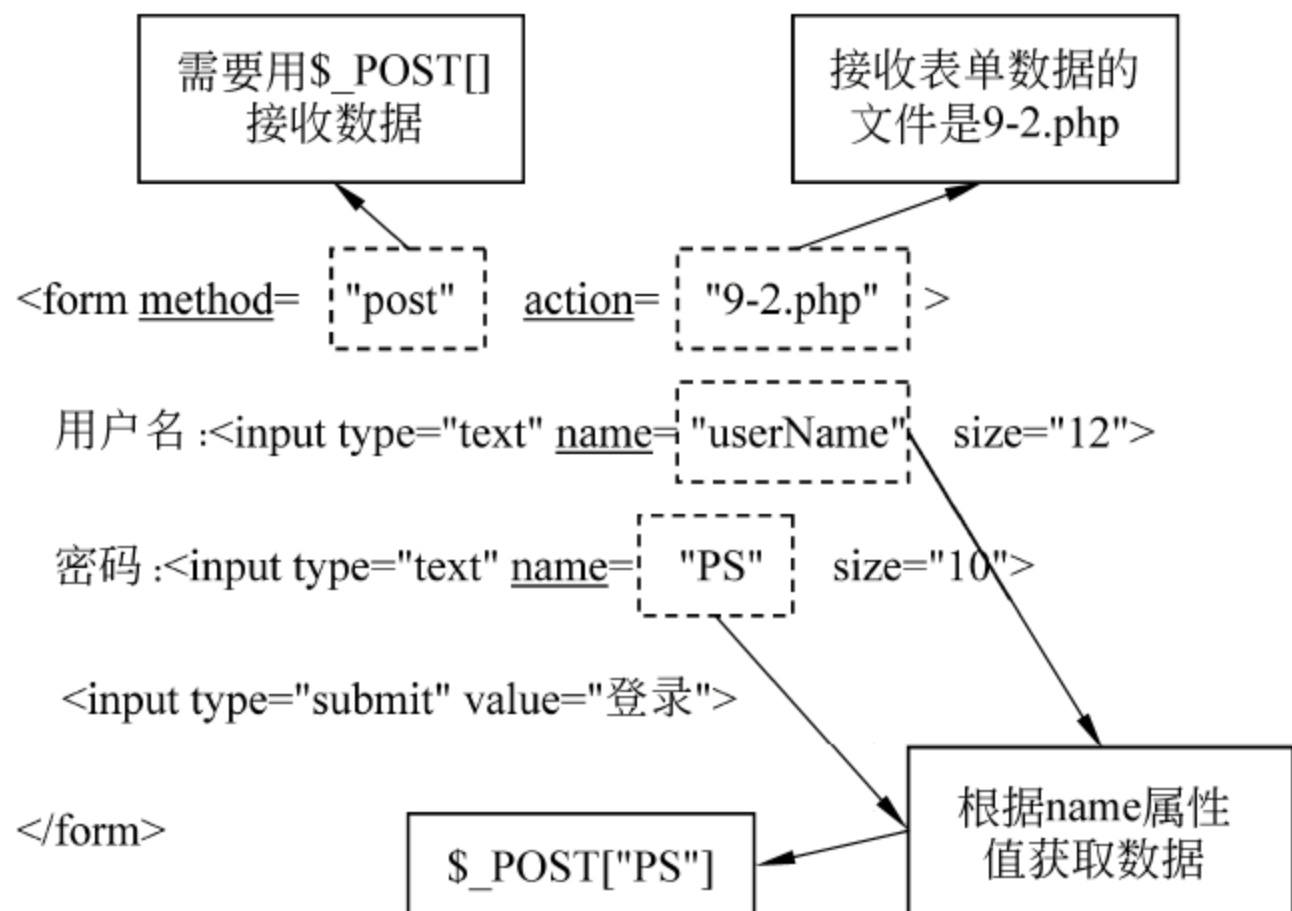 需要用$_POST[]
接收数据
接收表单数据的
文件是9-2.php
<form method= "post" action= "9-2.php" >
用户名:<input type="text" name= "userName" size="12">
密码:<input type="text" name= "PS" size="10">
<input type="submit" value="登录">
</form>
$_POST["PS"]
根据name属性
值获取数据